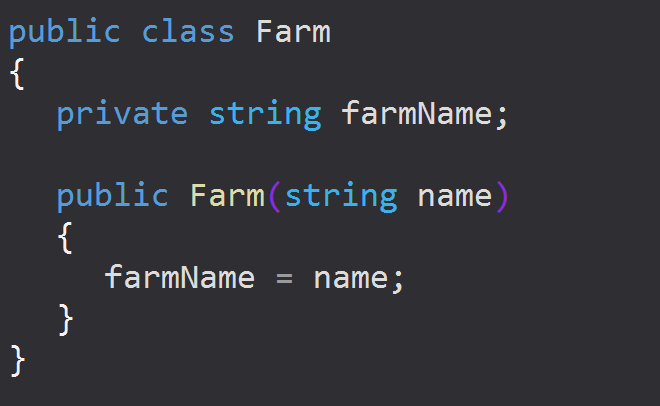 public class Farm
{
private string farmName;
public Farm(string name)
{
farmName = name;
}
}